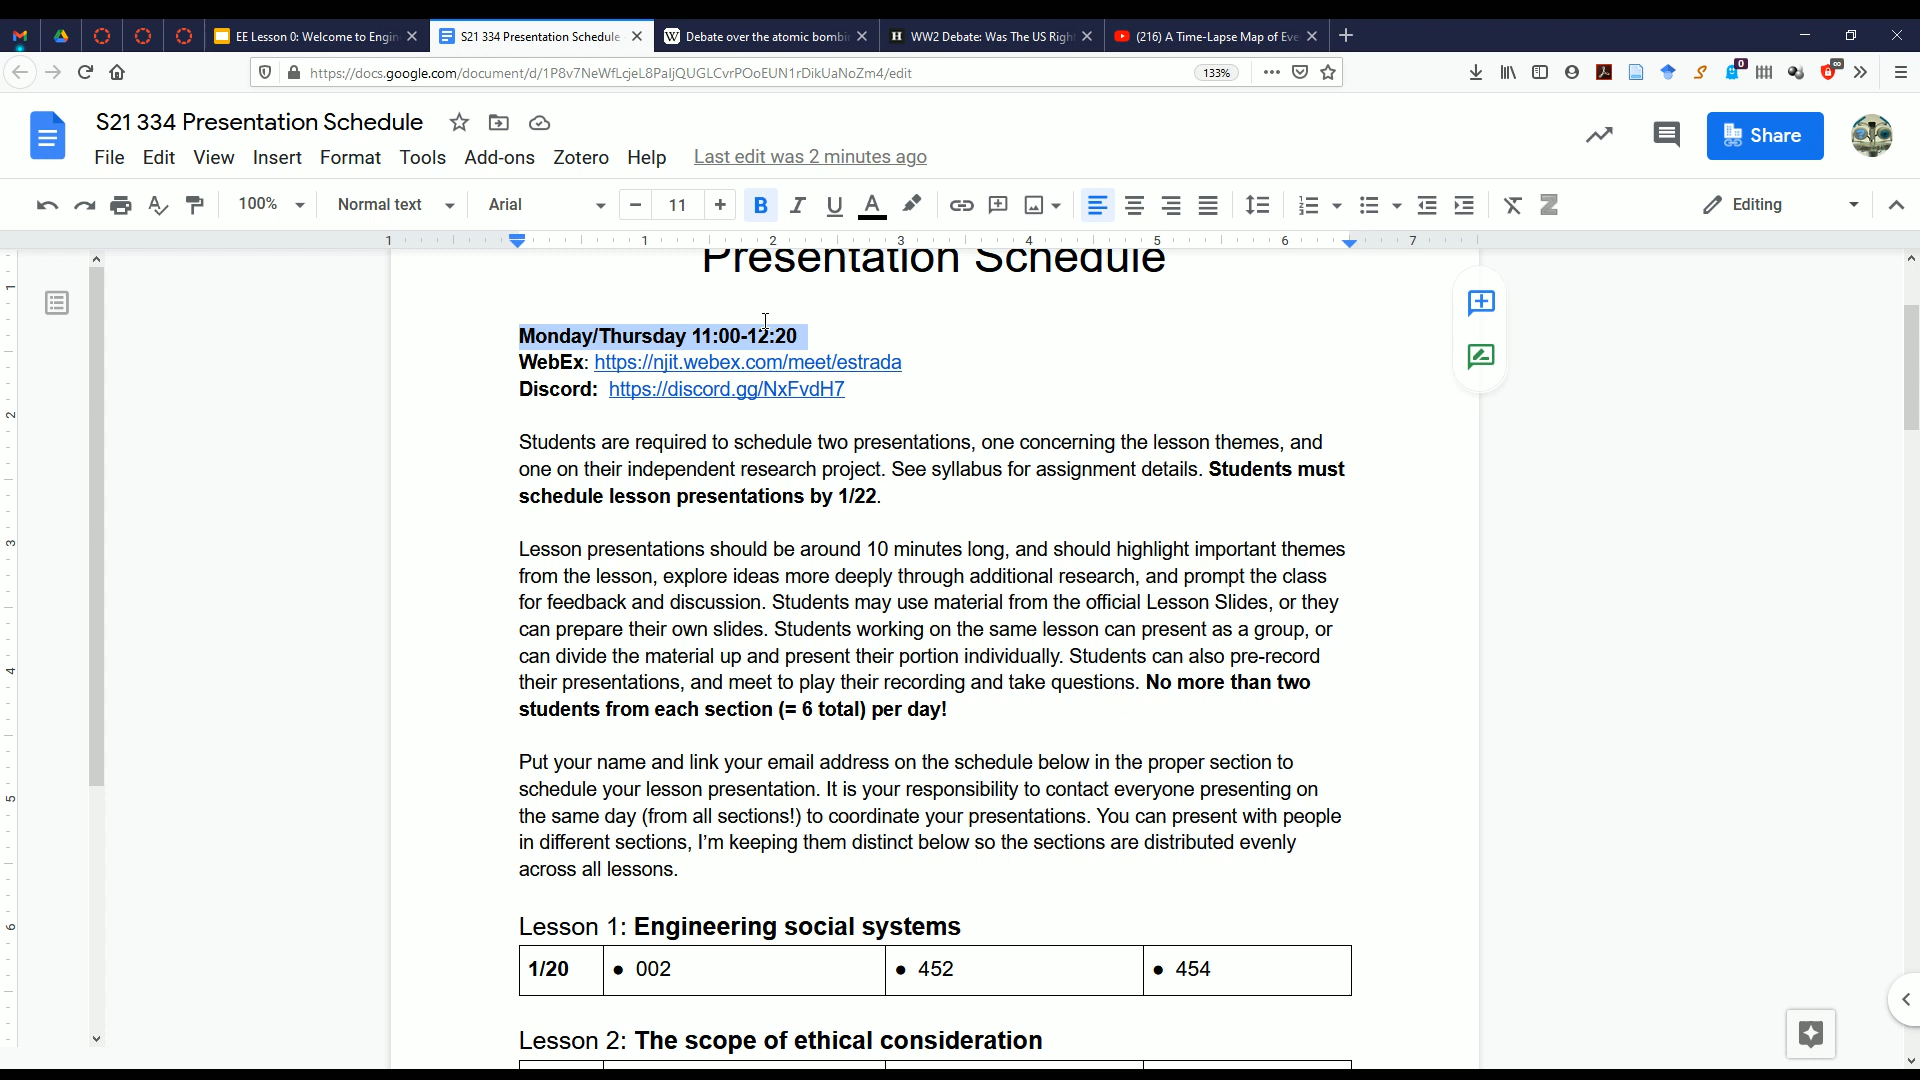 EE Lesson 0: Welcome to Engin
S21 334 Presentation Schedule
Debate over the atomic bombi
WW2 Debate: Was The US Righ
(216) A Time-Lapse Map of Eve
https://docs.google.com/document/d/1P8v7NeWfLcjeL8PaljQUGLCvrPOoEUN1rDikUaNoZm4/edit
133%
S21 334 Presentation Schedule
Share
File Edit View Insert Format Tools Add-ons Zotero Help Last edit was 2 minutes ago
100% Normal text Arial 11 Editing
1 1 2 3 4 5 6 7
Presentation Schedule
Monday/Thursday 11:00-12:20
WebEx: https://njit.webex.com/meet/estrada
Discord: https://discord.gg/NxFvdH7
Students are required to schedule two presentations, one concerning the lesson themes, and
one on their independent research project. See syllabus for assignment details. Students must
schedule lesson presentations by 1/22.
Lesson presentations should be around 10 minutes long, and should highlight important themes
from the lesson, explore ideas more deeply through additional research, and prompt the class
for feedback and discussion. Students may use material from the official Lesson Slides, or they
can prepare their own slides. Students working on the same lesson can present as a group, or
can divide the material up and present their portion individually. Students can also pre-record
their presentations, and meet to play their recording and take questions. No more than two
students from each section (= 6 total) per day!
Put your name and link your email address on the schedule below in the proper section to
schedule your lesson presentation. It is your responsibility to contact everyone presenting on
the same day (from all sections!) to coordinate your presentations. You can present with people
in different sections, I'm keeping them distinct below so the sections are distributed evenly
across all lessons.
Lesson 1: Engineering social systems
1/20 ● 002 ● 452 ● 454
Lesson 2: The scope of ethical consideration